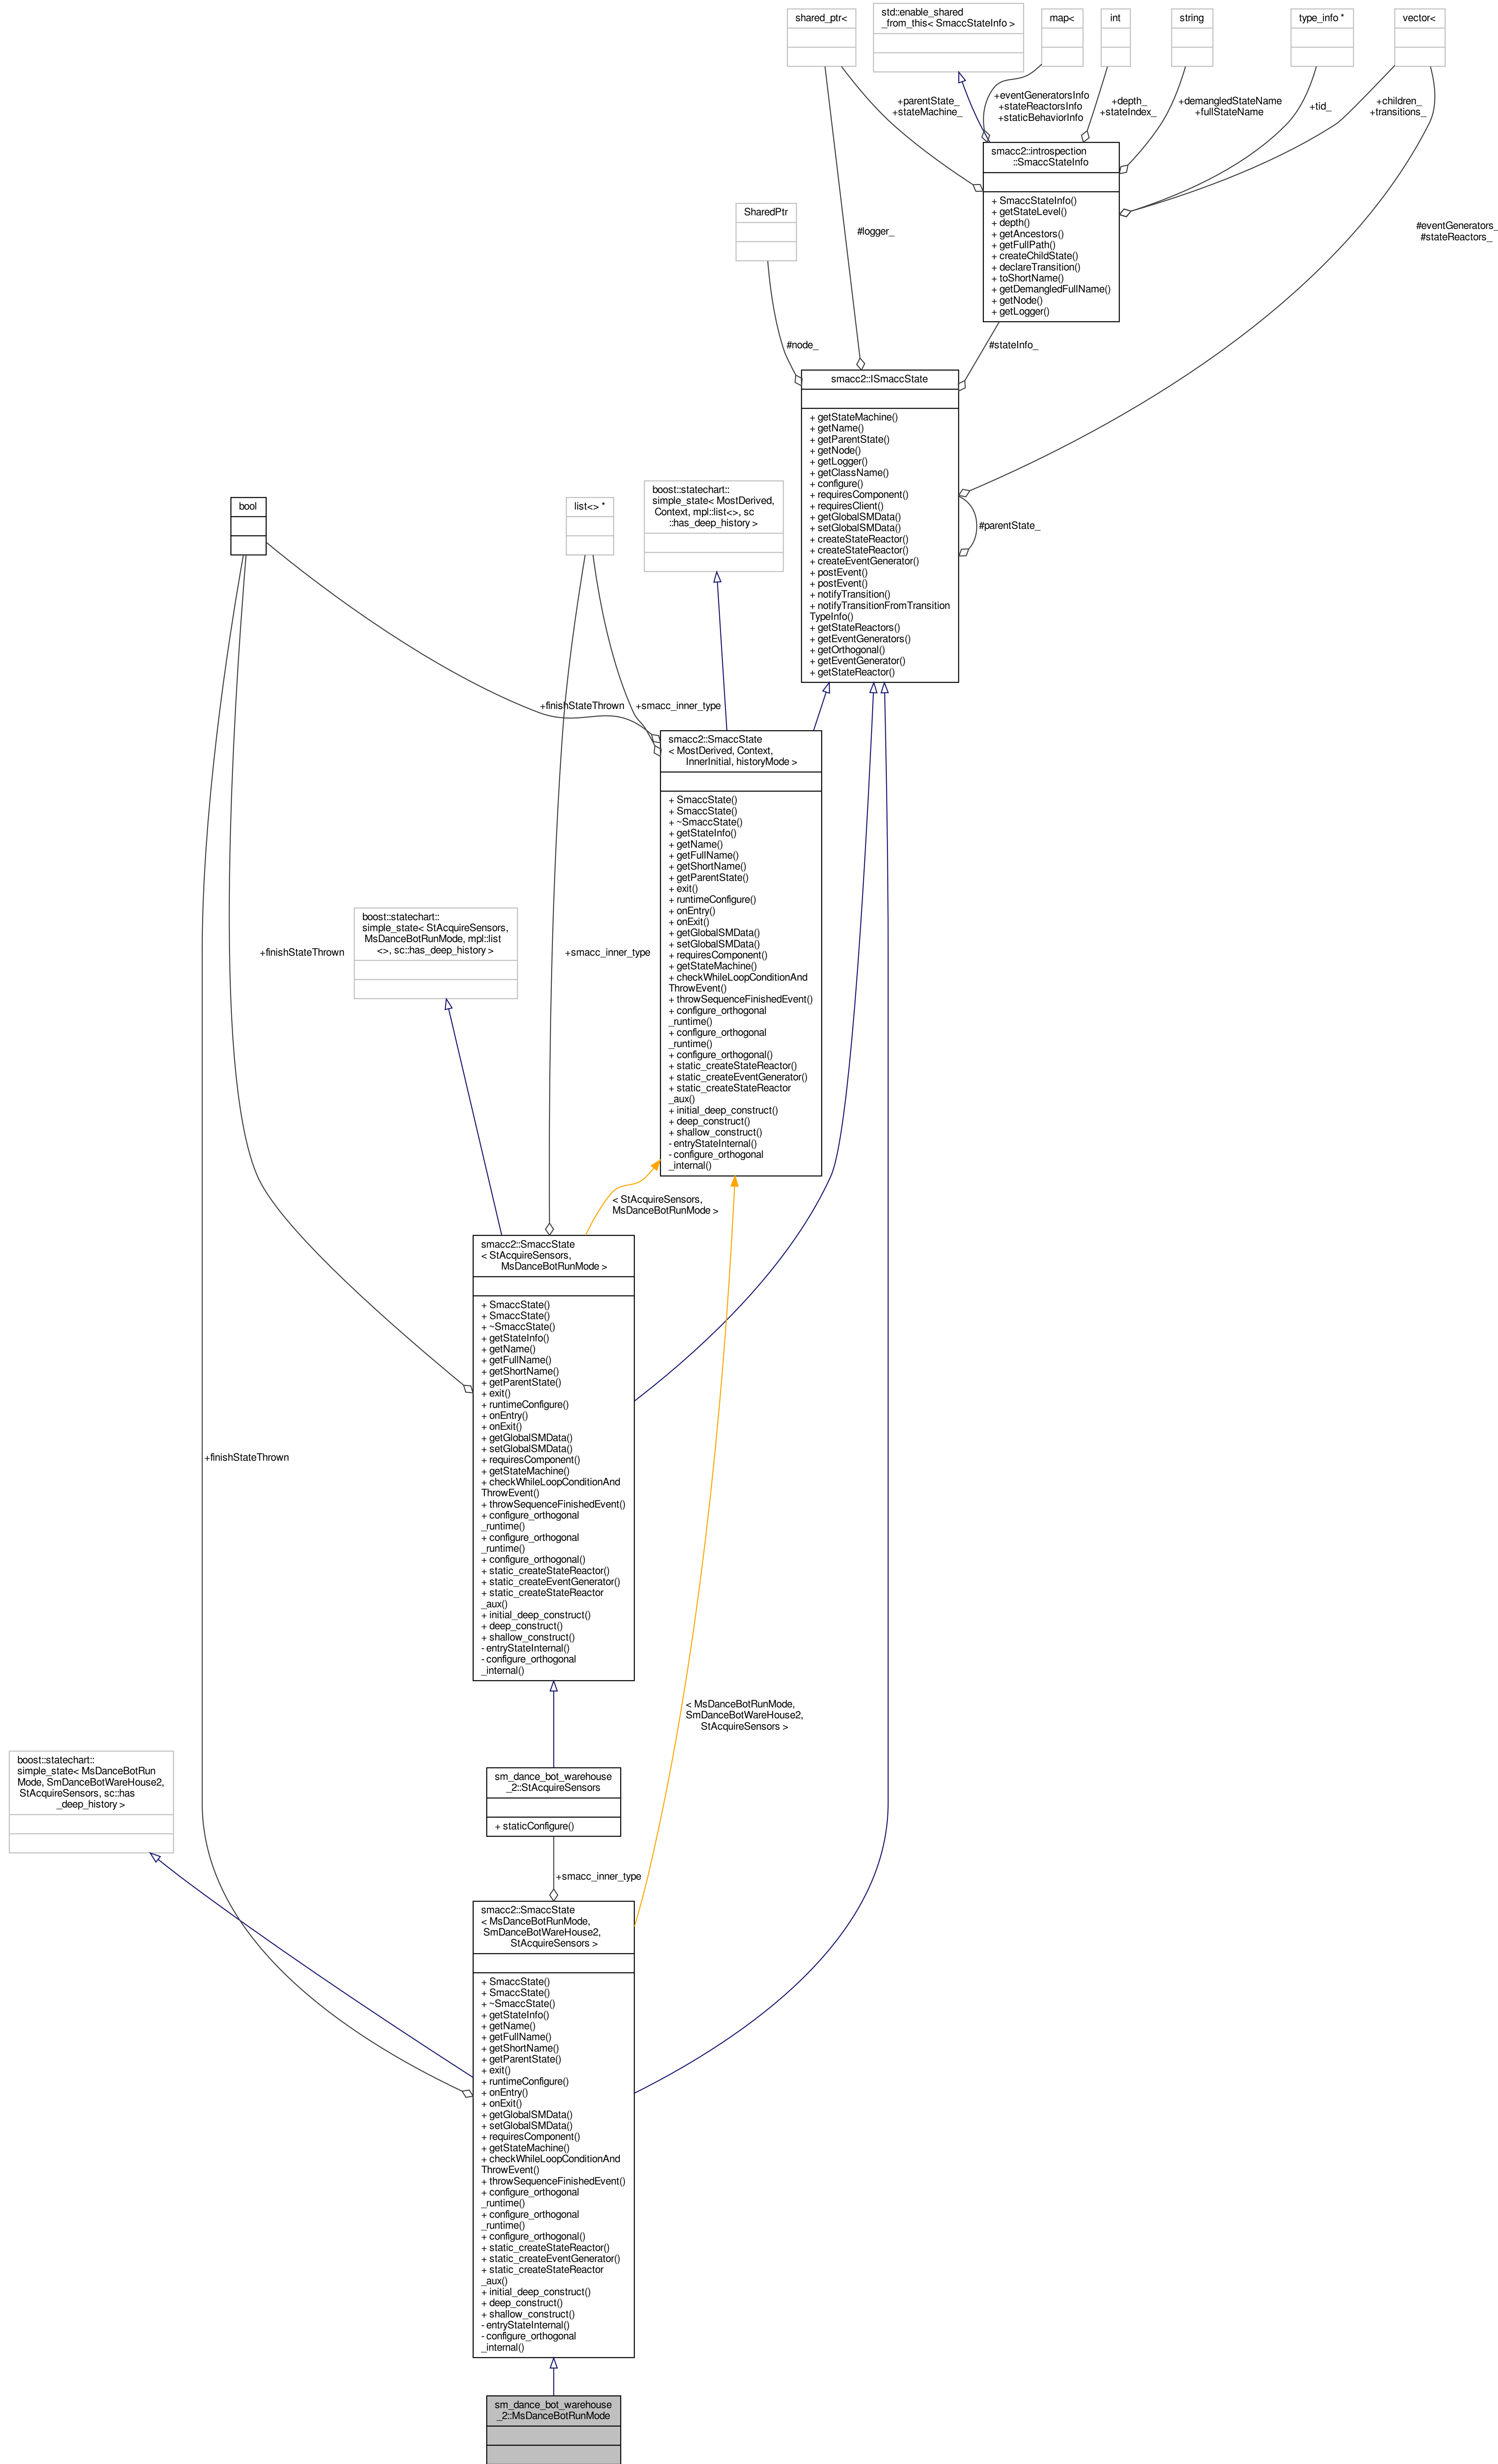 shared_ptr<
std::enable_shared
_from_this< SmaccStateInfo >
map<
int
string
type_info *
vector<
+parentState_
+stateMachine_
+eventGeneratorsInfo
+stateReactorsInfo
+staticBehaviorInfo
+depth_
+stateIndex_
+demangledStateName
+fullStateName
+tid_
+children_
+transitions_
smacc2::introspection
::SmaccStateInfo
+ SmaccStateInfo()
+ getStateLevel()
+ depth()
+ getAncestors()
+ getFullPath()
+ createChildState()
+ declareTransition()
+ toShortName()
+ getDemangledFullName()
+ getNode()
+ getLogger()
SharedPtr
#logger_
#eventGenerators_
#stateReactors_
#node_
#stateInfo_
smacc2::ISmaccState
+ getStateMachine()
+ getName()
+ getParentState()
+ getNode()
+ getLogger()
+ getClassName()
+ configure()
+ requiresComponent()
+ requiresClient()
+ getGlobalSMData()
+ setGlobalSMData()
+ createStateReactor()
+ createStateReactor()
+ createEventGenerator()
+ postEvent()
+ postEvent()
+ notifyTransition()
+ notifyTransitionFromTransition
TypeInfo()
+ getStateReactors()
+ getEventGenerators()
+ getOrthogonal()
+ getEventGenerator()
+ getStateReactor()
#parentState_
bool
list<> *
boost::statechart::
simple_state< MostDerived,
Context, mpl::list<>, sc
::has_deep_history >
+finishStateThrown
+smacc_inner_type
smacc2::SmaccState
< MostDerived, Context,
InnerInitial, historyMode >
+ SmaccState()
+ SmaccState()
+ ~SmaccState()
+ getStateInfo()
+ getName()
+ getFullName()
+ getShortName()
+ getParentState()
+ exit()
+ runtimeConfigure()
+ onEntry()
+ onExit()
+ getGlobalSMData()
+ setGlobalSMData()
+ requiresComponent()
+ getStateMachine()
+ checkWhileLoopConditionAnd
ThrowEvent()
+ throwSequenceFinishedEvent()
+ configure_orthogonal
_runtime()
+ configure_orthogonal
_runtime()
+ configure_orthogonal()
+ static_createStateReactor()
+ static_createEventGenerator()
+ static_createStateReactor
_aux()
+ initial_deep_construct()
+ deep_construct()
+ shallow_construct()
- entryStateInternal()
- configure_orthogonal
_internal()
boost::statechart::
simple_state< StAcquireSensors,
MsDanceBotRunMode, mpl::list
<>, sc::has_deep_history >
+finishStateThrown
+smacc_inner_type
< StAcquireSensors,
MsDanceBotRunMode >
smacc2::SmaccState
< StAcquireSensors,
MsDanceBotRunMode >
+ SmaccState()
+ SmaccState()
+ ~SmaccState()
+ getStateInfo()
+ getName()
+ getFullName()
+ getShortName()
+ getParentState()
+ exit()
+ runtimeConfigure()
+ onEntry()
+ onExit()
+ getGlobalSMData()
+ setGlobalSMData()
+ requiresComponent()
+ getStateMachine()
+ checkWhileLoopConditionAnd
ThrowEvent()
+ throwSequenceFinishedEvent()
+ configure_orthogonal
_runtime()
+ configure_orthogonal
_runtime()
+ configure_orthogonal()
+ static_createStateReactor()
+ static_createEventGenerator()
+ static_createStateReactor
_aux()
+ initial_deep_construct()
+ deep_construct()
+ shallow_construct()
- entryStateInternal()
- configure_orthogonal
_internal()
+finishStateThrown
< MsDanceBotRunMode,
SmDanceBotWareHouse2,
StAcquireSensors >
boost::statechart::
simple_state< MsDanceBotRun
Mode, SmDanceBotWareHouse2,
StAcquireSensors, sc::has
_deep_history >
sm_dance_bot_warehouse
_2::StAcquireSensors
+ staticConfigure()
+smacc_inner_type
smacc2::SmaccState
< MsDanceBotRunMode,
SmDanceBotWareHouse2,
StAcquireSensors >
+ SmaccState()
+ SmaccState()
+ ~SmaccState()
+ getStateInfo()
+ getName()
+ getFullName()
+ getShortName()
+ getParentState()
+ exit()
+ runtimeConfigure()
+ onEntry()
+ onExit()
+ getGlobalSMData()
+ setGlobalSMData()
+ requiresComponent()
+ getStateMachine()
+ checkWhileLoopConditionAnd
ThrowEvent()
+ throwSequenceFinishedEvent()
+ configure_orthogonal
_runtime()
+ configure_orthogonal
_runtime()
+ configure_orthogonal()
+ static_createStateReactor()
+ static_createEventGenerator()
+ static_createStateReactor
_aux()
+ initial_deep_construct()
+ deep_construct()
+ shallow_construct()
- entryStateInternal()
- configure_orthogonal
_internal()
sm_dance_bot_warehouse
_2::MsDanceBotRunMode